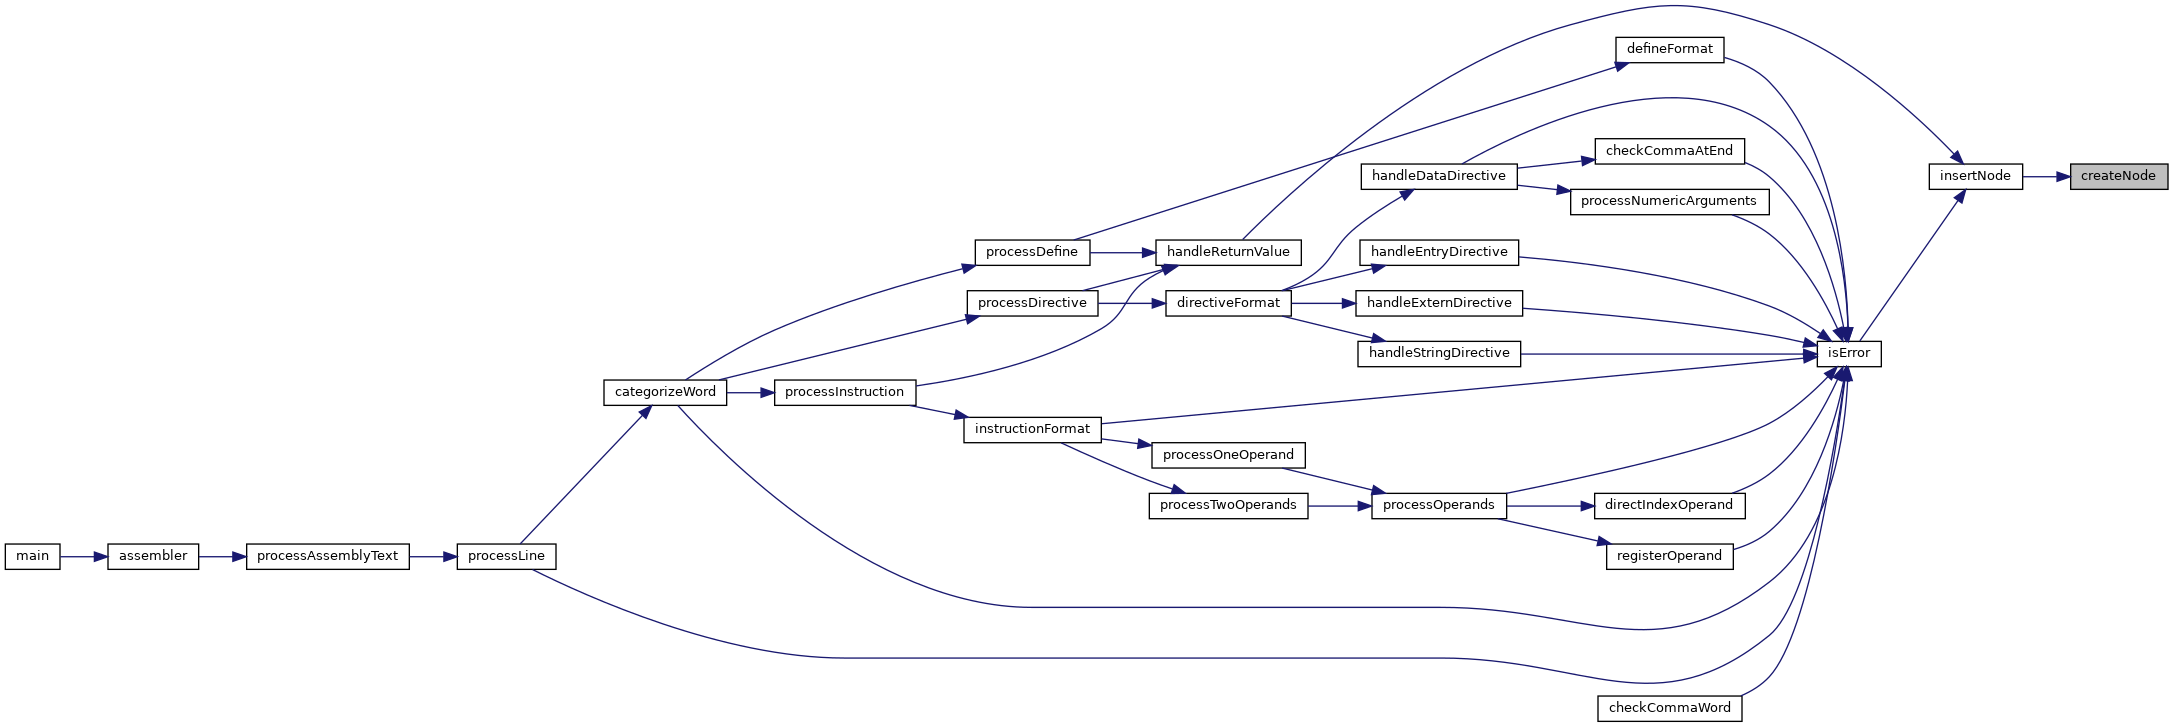 defineFormat
checkCommaAtEnd
handleDataDirective
insertNode
createNode
processNumericArguments
processDefine
handleReturnValue
handleEntryDirective
processDirective
directiveFormat
handleExternDirective
handleStringDirective
isError
categorizeWord
processInstruction
instructionFormat
processOneOperand
processTwoOperands
processOperands
directIndexOperand
main
assembler
processAssemblyText
processLine
registerOperand
checkCommaWord